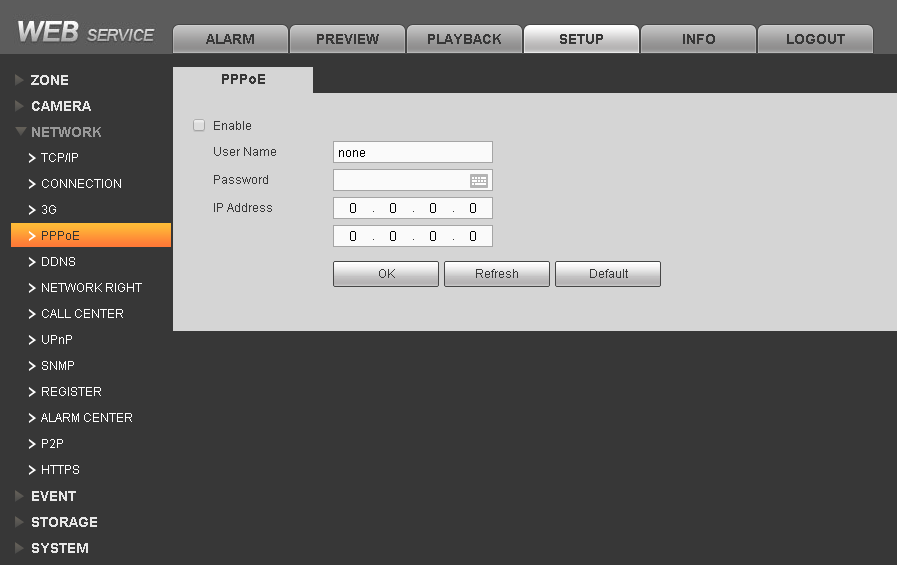 WEB SERVICE
ALARM PREVIEW PLAYBACK SETUP INFO LOGOUT
ZONE
CAMERA
NETWORK
TCP/IP
CONNECTION
3G
PPPoE
DDNS
NETWORK RIGHT
CALL CENTER
UPnP
SNMP
REGISTER
ALARM CENTER
P2P
HTTPS
EVENT
STORAGE
SYSTEM
PPPoE
Enable
User Name none
Password
IP Address 0 . 0 . 0 . 0
0 . 0 . 0 . 0
OK Refresh Default